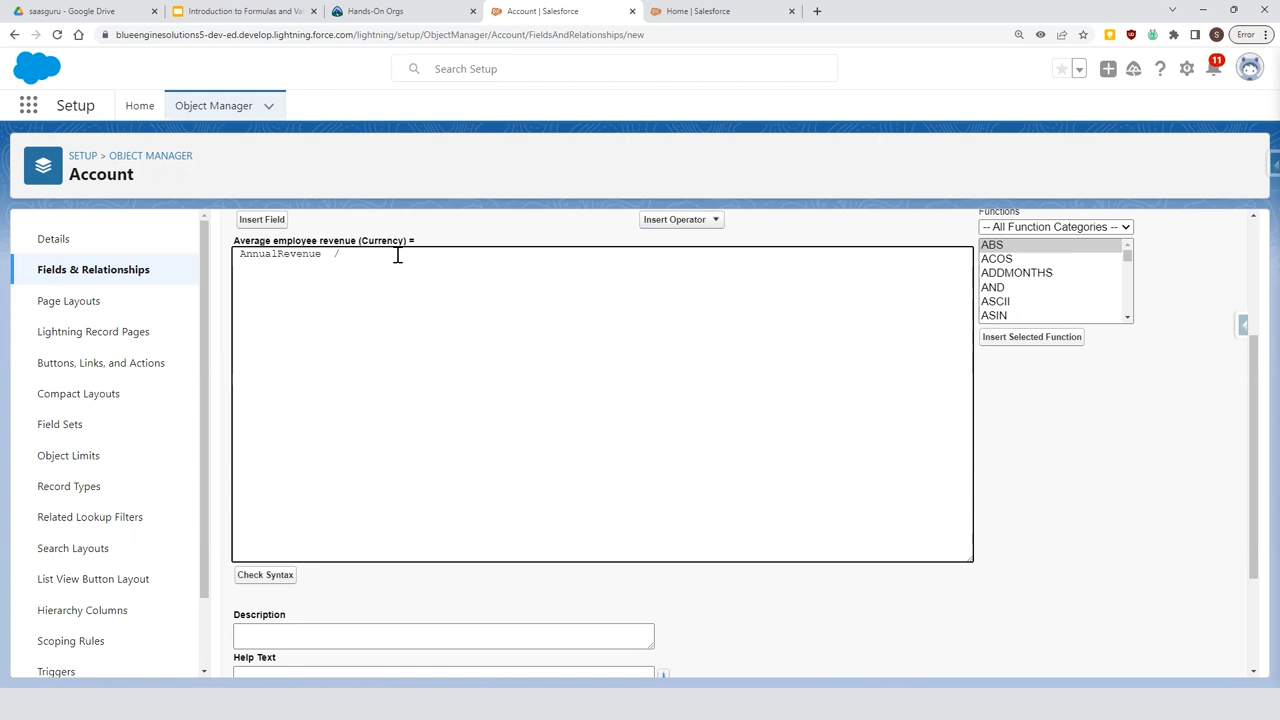 saasguru - Google Drive
Introduction to Formulas and Val
Hands-On Orgs
Account | Salesforce
Home | Salesforce
blueenginesolutions5-dev-ed.develop.lightning.force.com/lightning/setup/ObjectManager/Account/FieldsAndRelationships/new
S
Error
Search Setup
11
Setup
Home
Object Manager
SETUP > OBJECT MANAGER
Account
Details
Fields & Relationships
Page Layouts
Lightning Record Pages
Buttons, Links, and Actions
Compact Layouts
Field Sets
Object Limits
Record Types
Related Lookup Filters
Search Layouts
List View Button Layout
Hierarchy Columns
Scoping Rules
Triggers
Insert Field
Insert Operator
Average employee revenue (Currency) =
AnnualRevenue /
Check Syntax
Description
Help Text
Functions
-- All Function Categories --
ABS
ACOS
ADDMONTHS
AND
ASCII
ASIN
Insert Selected Function